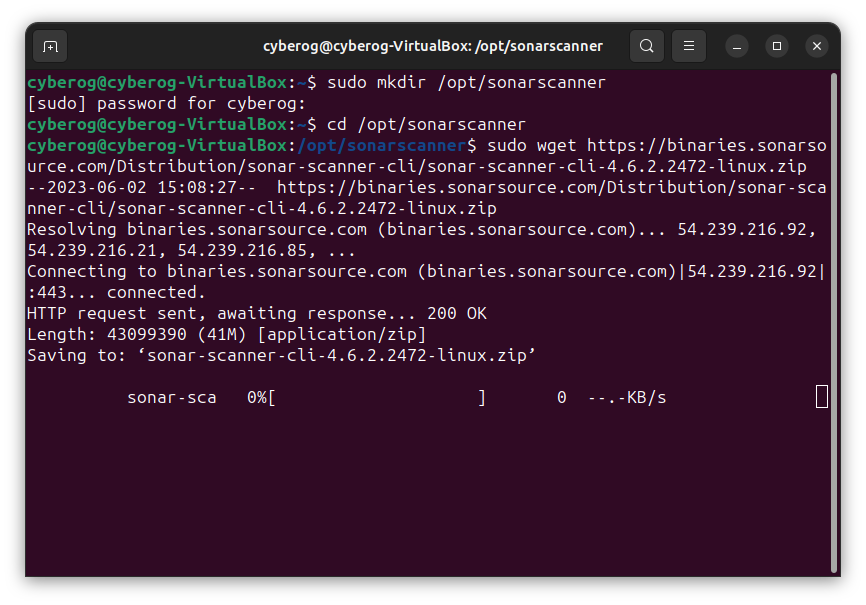 cyberog@cyberog-VirtualBox: /opt/sonarscanner
cyberog@cyberog-VirtualBox:~$ sudo mkdir /opt/sonarscanner
[sudo] password for cyberog:
cyberog@cyberog-VirtualBox:~$ cd /opt/sonarscanner
cyberog@cyberog-VirtualBox:/opt/sonarscanner$ sudo wget https://binaries.sonarso
urce.com/Distribution/sonar-scanner-cli/sonar-scanner-cli-4.6.2.2472-linux.zip
--2023-06-02 15:08:27--  https://binaries.sonarsource.com/Distribution/sonar-sca
nner-cli/sonar-scanner-cli-4.6.2.2472-linux.zip
Resolving binaries.sonarsource.com (binaries.sonarsource.com)... 54.239.216.92,
54.239.216.21, 54.239.216.85, ...
Connecting to binaries.sonarsource.com (binaries.sonarsource.com)|54.239.216.92|
:443... connected.
HTTP request sent, awaiting response... 200 OK
Length: 43099390 (41M) [application/zip]
Saving to: ‘sonar-scanner-cli-4.6.2.2472-linux.zip’
sonar-sca   0%[                    ]       0  --.-KB/s